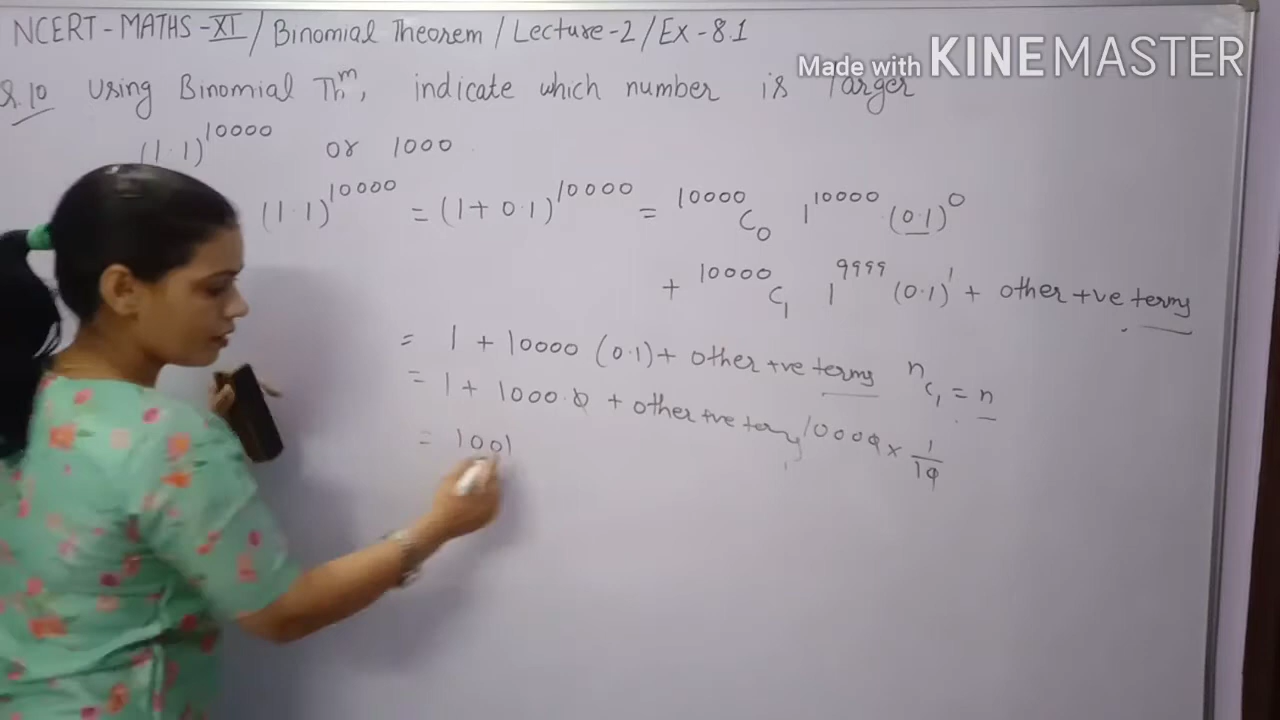 NCERT - MATHS - XI / Binomial Theorem / Lecture - 2 / Ex - 8.1
Made with KINEMASTER
Q.10 Using Binomial Thm, indicate which number is larger
(1.1)^10000 or 1000
(1.1)^10000 = (1 + 0.1)^10000 = 10000C0 1^10000 (0.1)^0
+ 10000C1 1^9999 (0.1)^1 + other +ve terms
= 1 + 10000 (0.1) + other +ve terms nC1 = n
= 1 + 1000.0 + other +ve terms 10000 × 1/10
= 1001